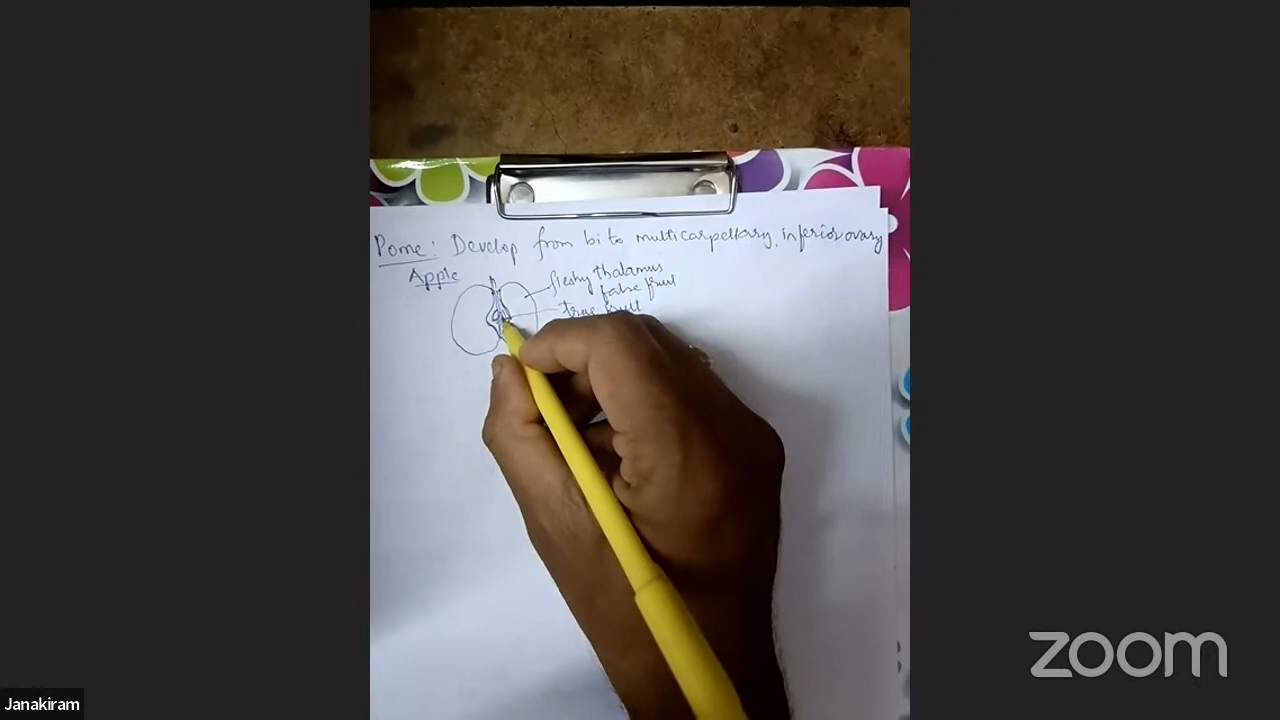 Pome: Develop from bi to multicarpellary, inferior ovary
Apple
fleshy thalamus
false fruit
true fruit
zoom
Janakiram